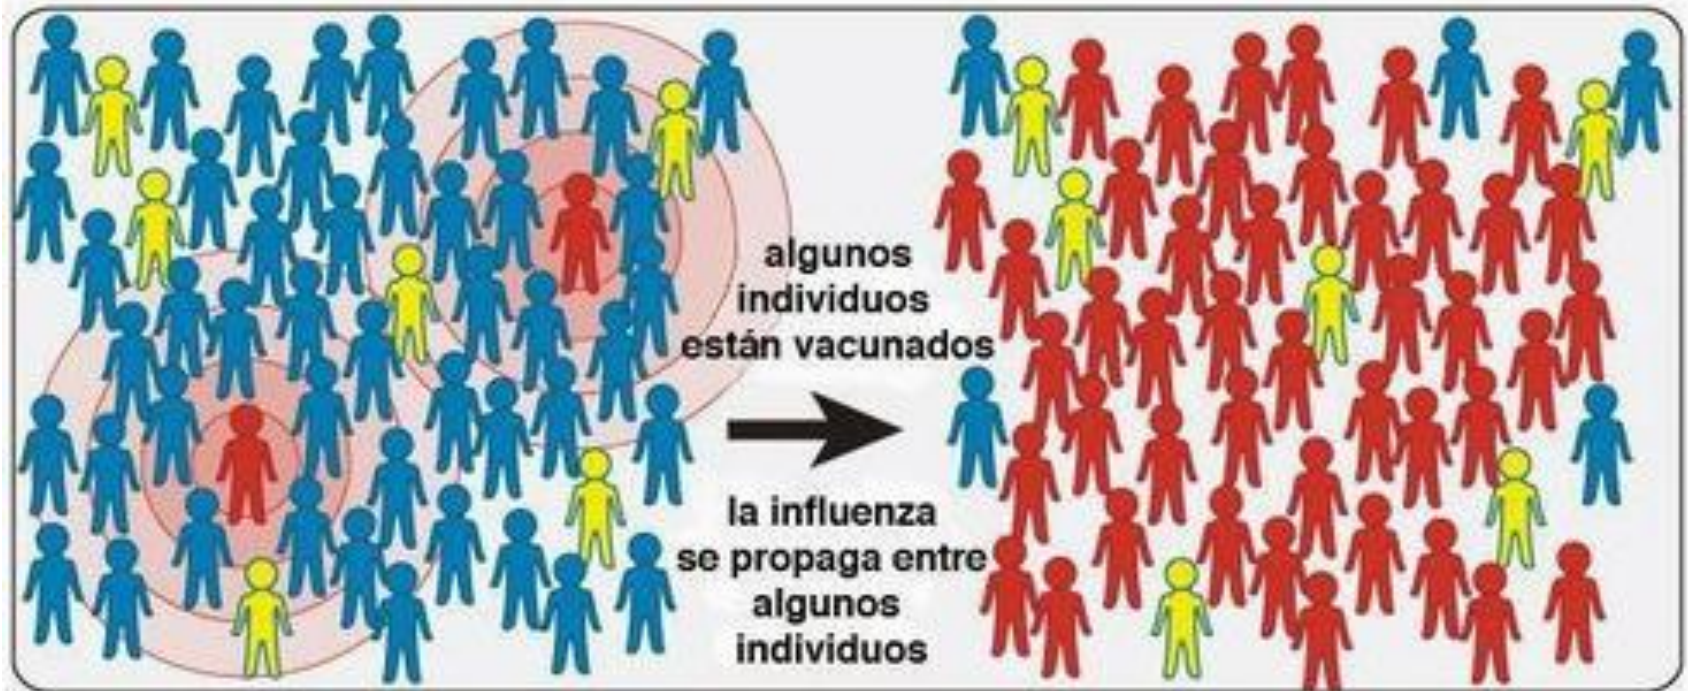 algunos
individuos
están vacunados
la influenza
se propaga entre
algunos
individuos